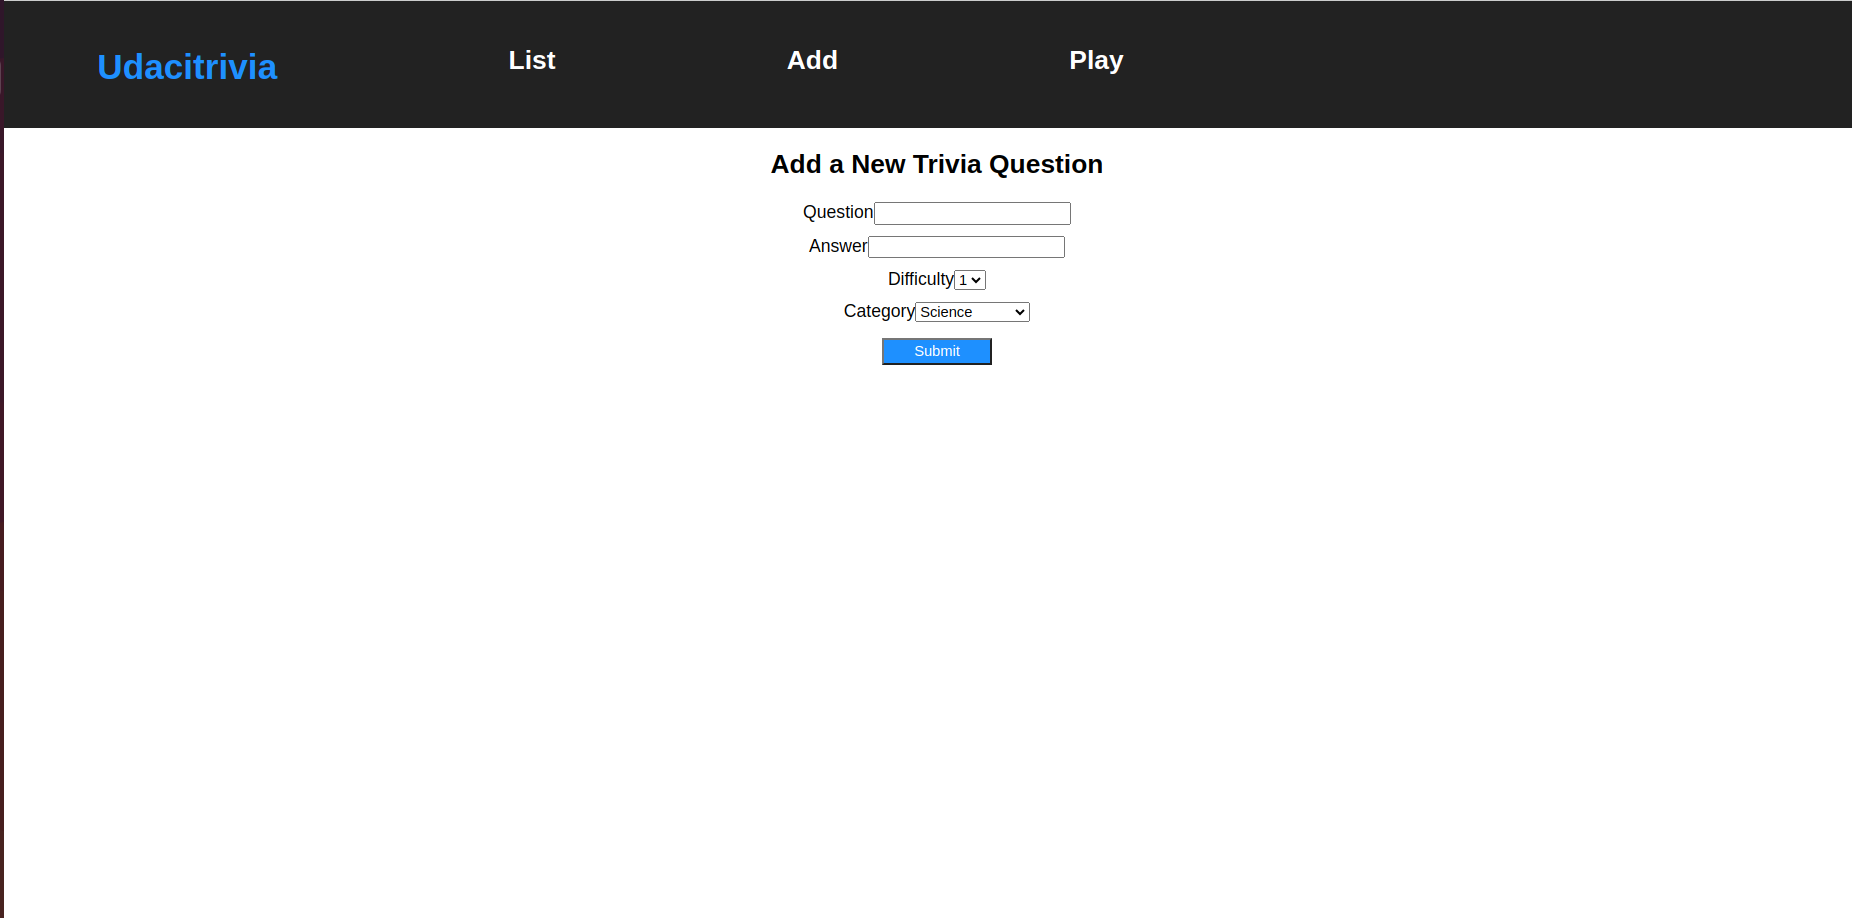 Udacitrivia List Add Play
Add a New Trivia Question
Question
Answer
Difficulty 1
Category Science
Submit